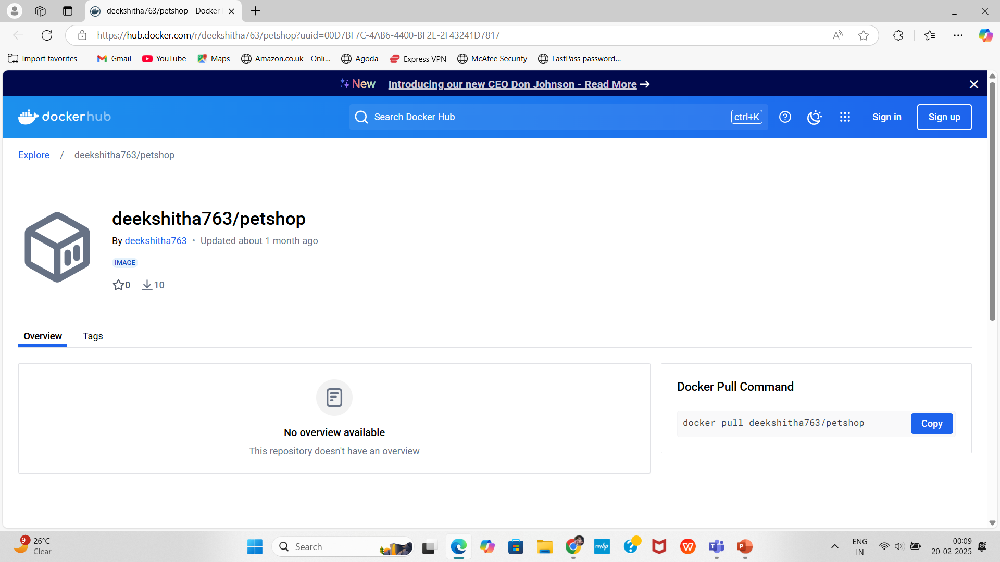 deekshitha763/petshop - Docker
https://hub.docker.com/r/deekshitha763/petshop?uuid=00D7BF7C-4AB6-4400-BF2E-2F43241D7817
Import favorites Gmail YouTube Maps Amazon.co.uk - Onli... Agoda Express VPN McAfee Security LastPass password...
New Introducing our new CEO Don Johnson - Read More →
docker hub Search Docker Hub ctrl+K Sign in Sign up
Explore / deekshitha763/petshop
deekshitha763/petshop
By deekshitha763 • Updated about 1 month ago
IMAGE
0 10
Overview Tags
Docker Pull Command
docker pull deekshitha763/petshop Copy
No overview available
This repository doesn't have an overview
9+ 26°C
Clear
Search
myhp
ENG
IN
00:09
20-02-2025